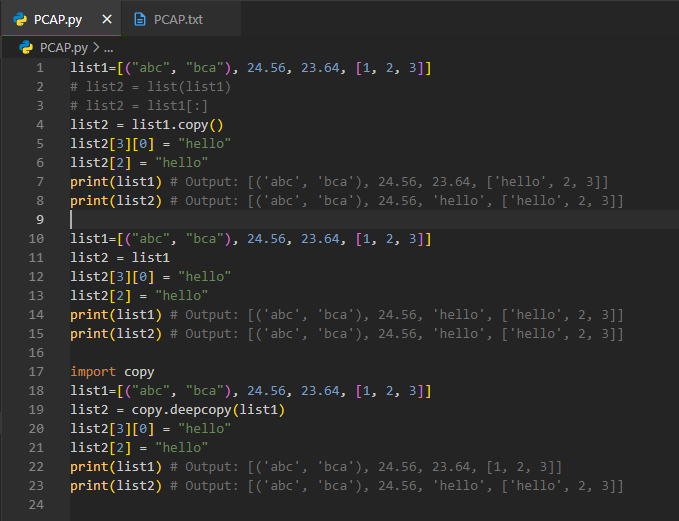 PCAP.py × PCAP.txt
PCAP.py > ...
1 list1=[("abc", "bca"), 24.56, 23.64, [1, 2, 3]]
2 # list2 = list(list1)
3 # list2 = list1[:]
4 list2 = list1.copy()
5 list2[3][0] = "hello"
6 list2[2] = "hello"
7 print(list1) # Output: [('abc', 'bca'), 24.56, 23.64, ['hello', 2, 3]]
8 print(list2) # Output: [('abc', 'bca'), 24.56, 'hello', ['hello', 2, 3]]
9
10 list1=[("abc", "bca"), 24.56, 23.64, [1, 2, 3]]
11 list2 = list1
12 list2[3][0] = "hello"
13 list2[2] = "hello"
14 print(list1) # Output: [('abc', 'bca'), 24.56, 'hello', ['hello', 2, 3]]
15 print(list2) # Output: [('abc', 'bca'), 24.56, 'hello', ['hello', 2, 3]]
16
17 import copy
18 list1=[("abc", "bca"), 24.56, 23.64, [1, 2, 3]]
19 list2 = copy.deepcopy(list1)
20 list2[3][0] = "hello"
21 list2[2] = "hello"
22 print(list1) # Output: [('abc', 'bca'), 24.56, 23.64, [1, 2, 3]]
23 print(list2) # Output: [('abc', 'bca'), 24.56, 'hello', ['hello', 2, 3]]
24